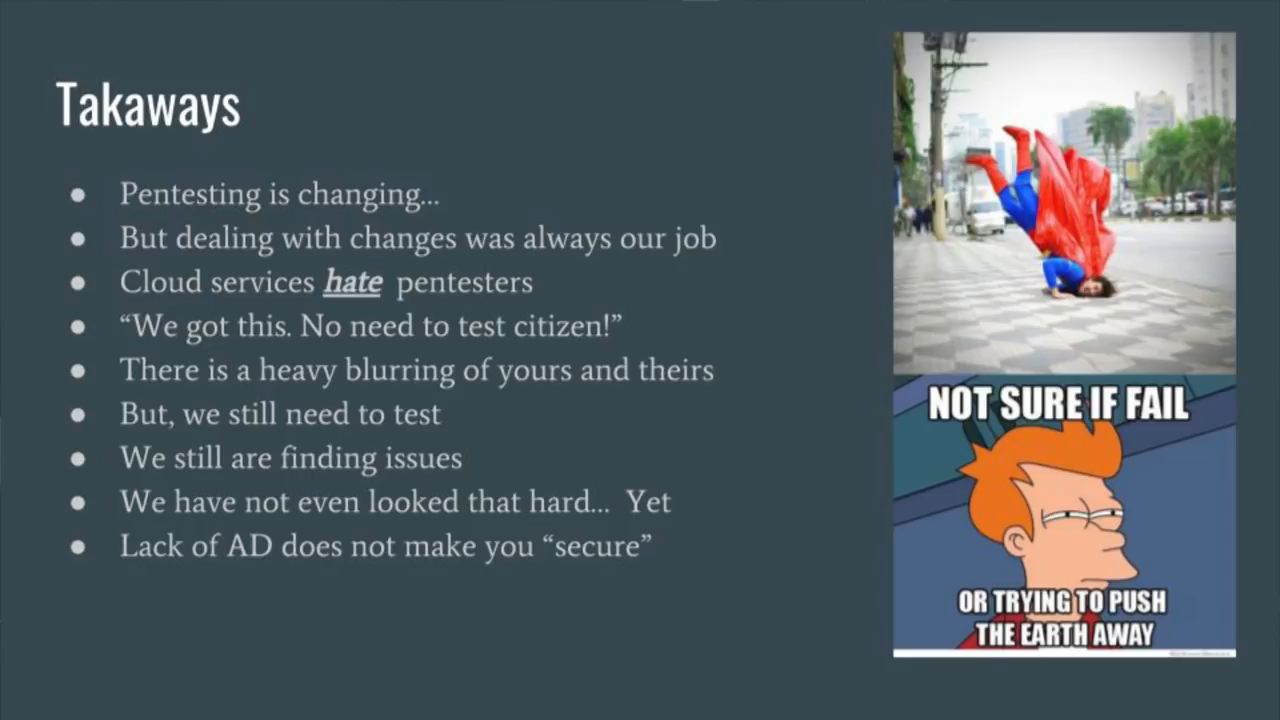 Takaways
Pentesting is changing...
But dealing with changes was always our job
Cloud services hate pentesters
“We got this. No need to test citizen!”
There is a heavy blurring of yours and theirs
But, we still need to test
We still are finding issues
We have not even looked that hard... Yet
Lack of AD does not make you “secure”
NOT SURE IF FAIL
OR TRYING TO PUSH
THE EARTH AWAY